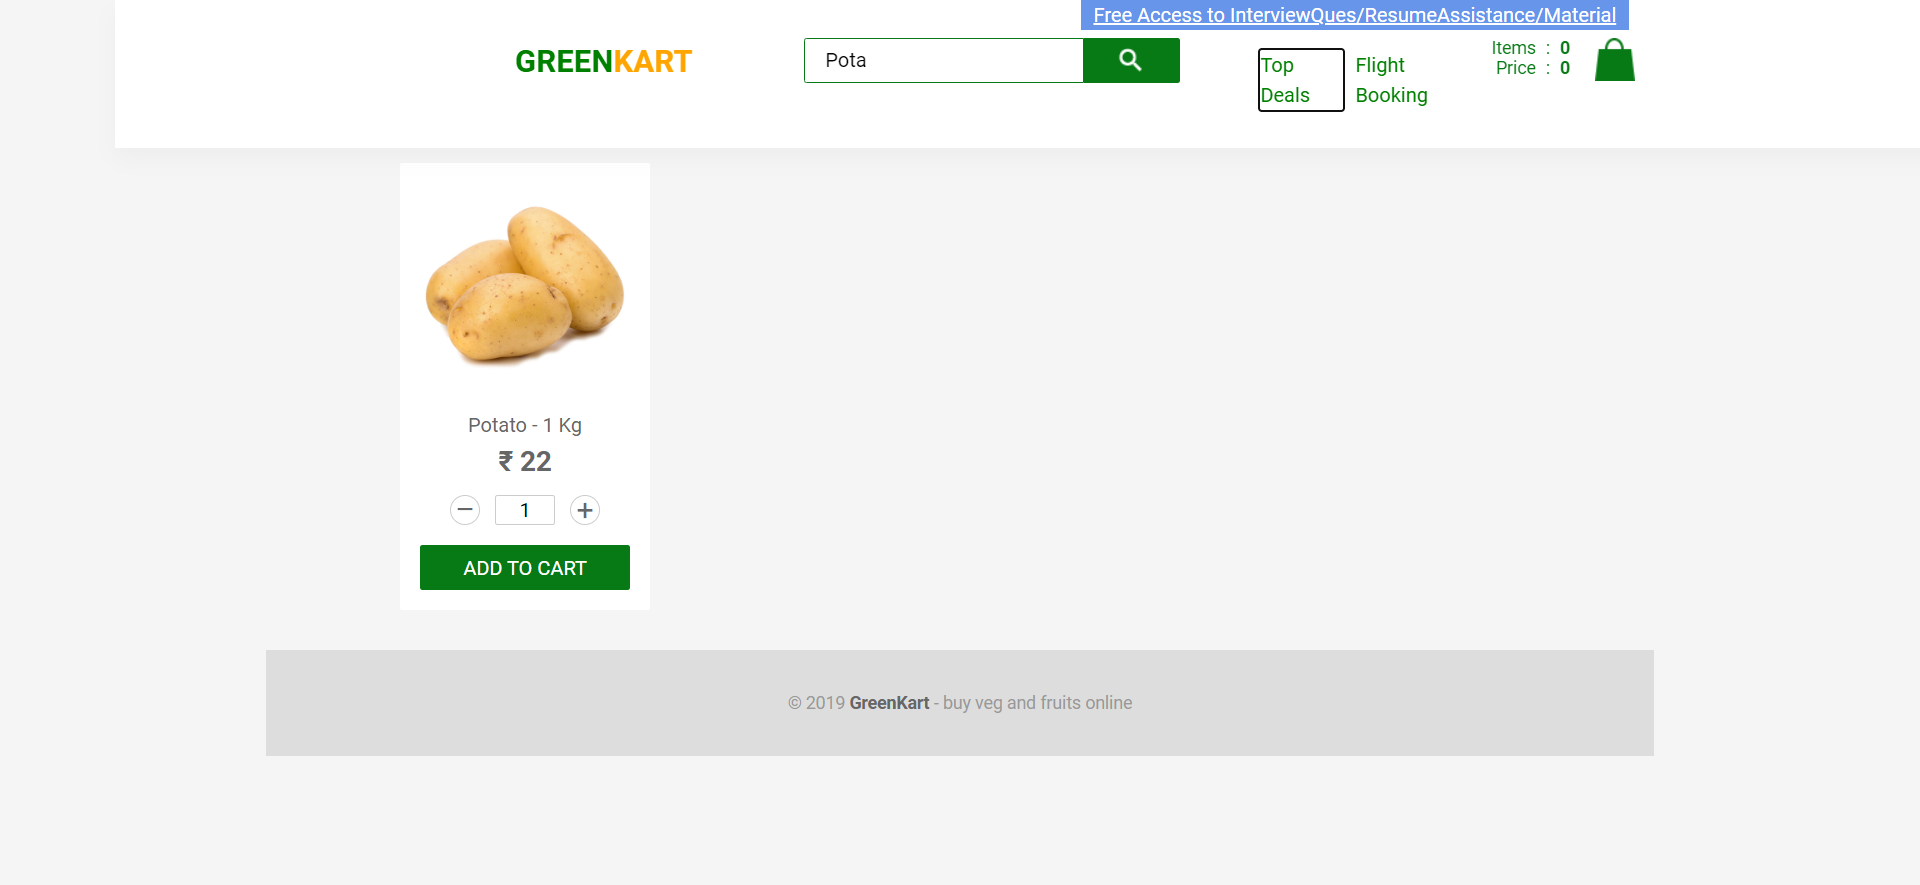 Free Access to InterviewQues/ResumeAssistance/Material
GREENKART
Pota
Top
Deals
Flight
Booking
Items : 0
Price : 0
Potato - 1 Kg
₹ 22
1
ADD TO CART
© 2019 GreenKart - buy veg and fruits online